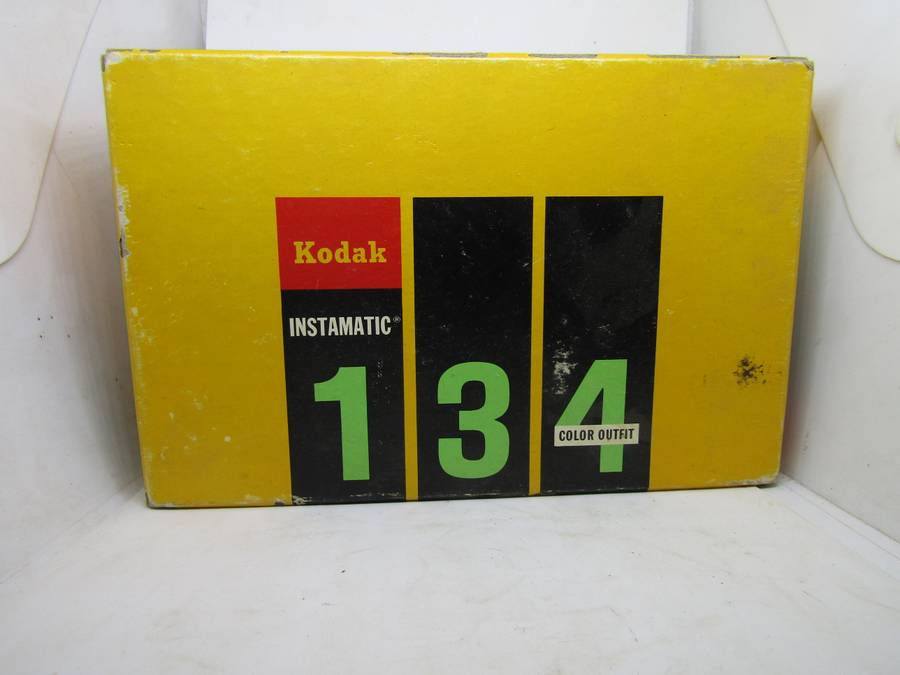 Kodak
INSTAMATIC®
134
COLOR OUTFIT